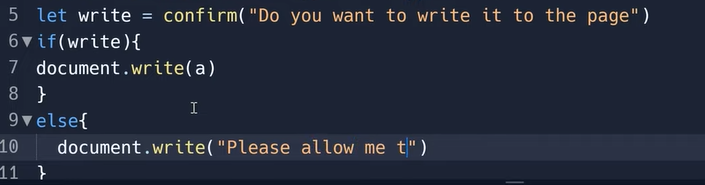 5 let write = confirm("Do you want to write it to the page")
6 if(write){
7 document.write(a)
8 }
9 else{
10 document.write("Please allow me t")
11 }